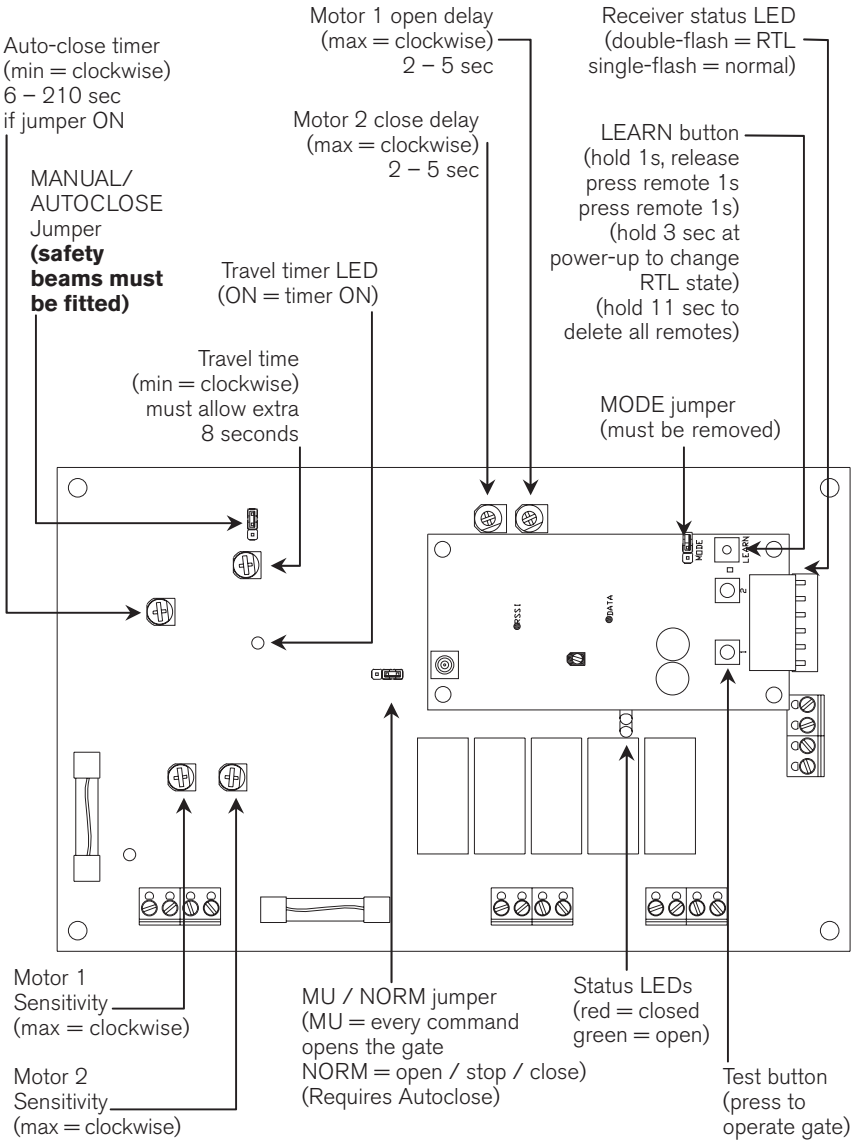 Motor 1 open delay
(max = clockwise)
2 – 5 sec
Receiver status LED
(double-flash = RTL
single-flash = normal)
Auto-close timer
(min = clockwise)
6 – 210 sec
if jumper ON
Motor 2 close delay
(max = clockwise)
2 – 5 sec
LEARN button
(hold 1s, release
press remote 1s
press remote 1s)
(hold 3 sec at
power-up to change
RTL state)
(hold 11 sec to
delete all remotes)
MANUAL/
AUTOCLOSE
Jumper
(safety
beams must
be fitted)
Travel timer LED
(ON = timer ON)
Travel time
(min = clockwise)
must allow extra
8 seconds
MODE jumper
(must be removed)
MODE
LEARN
2
RSSI
DATA
1
Motor 1
Sensitivity
(max = clockwise)
Motor 2
Sensitivity
(max = clockwise)
MU / NORM jumper
(MU = every command
opens the gate
NORM = open / stop / close)
(Requires Autoclose)
Status LEDs
(red = closed
green = open)
Test button
(press to
operate gate)